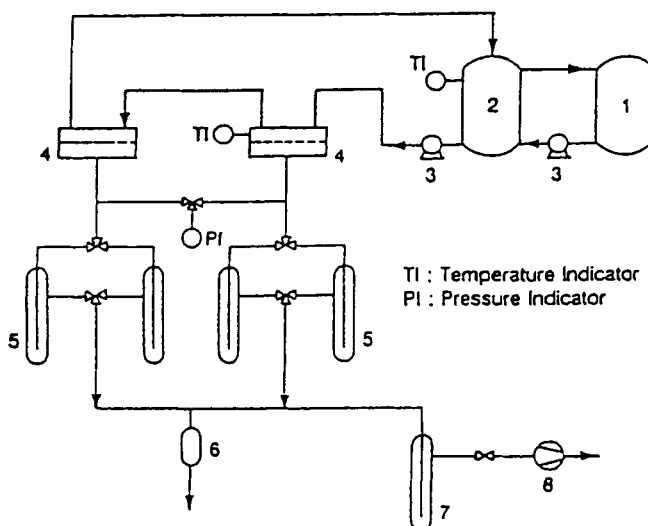 TI
2
1
TI
4
4
3
3
PI
TI : Temperature Indicator
PI : Pressure Indicator
5
5
6
7
8